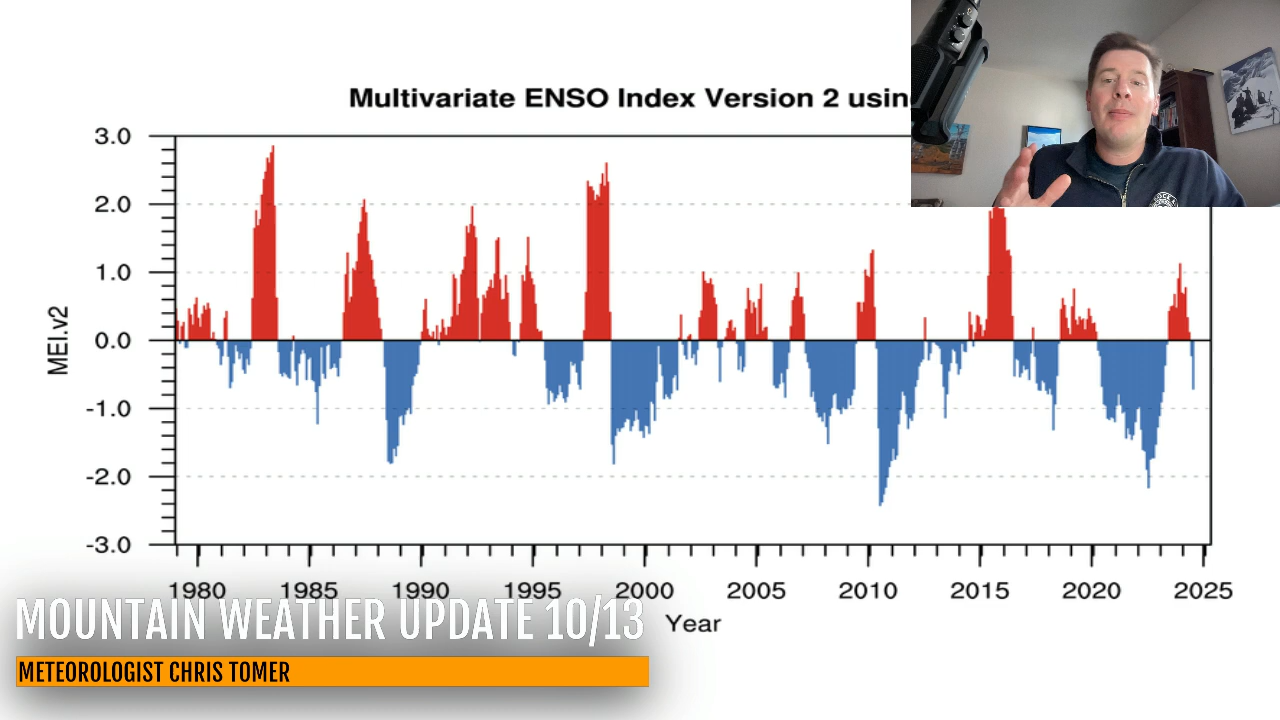 Multivariate ENSO Index Version 2 usin
3.0
2.0
1.0
0.0
-1.0
-2.0
-3.0
MEI.v2
1980 1985 1990 1995 2000 2005 2010 2015 2020 2025
Year
MOUNTAIN WEATHER UPDATE 10/13
METEOROLOGIST CHRIS TOMER